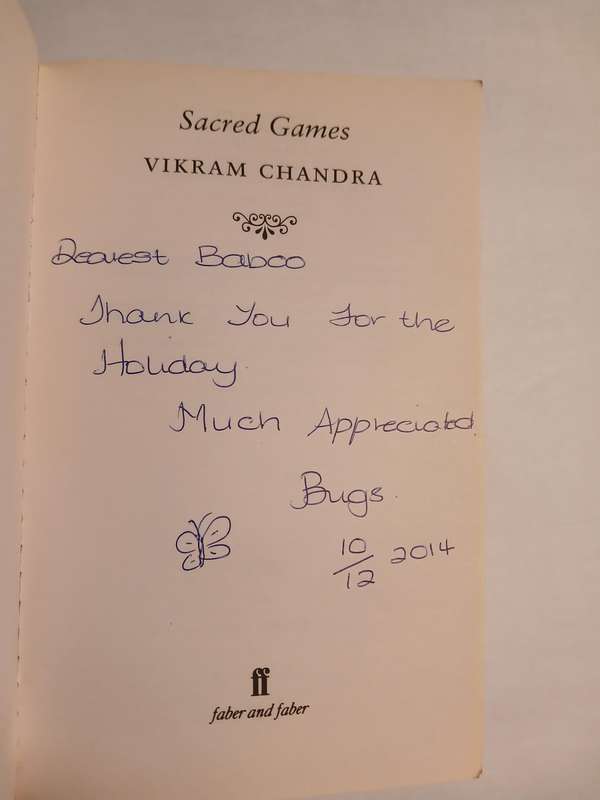 Sacred Games
VIKRAM CHANDRA
Dearest Babco
Thank You For the
Holiday.
Much Appreciated.
Bugs.
10/12 2014
ff
faber and faber